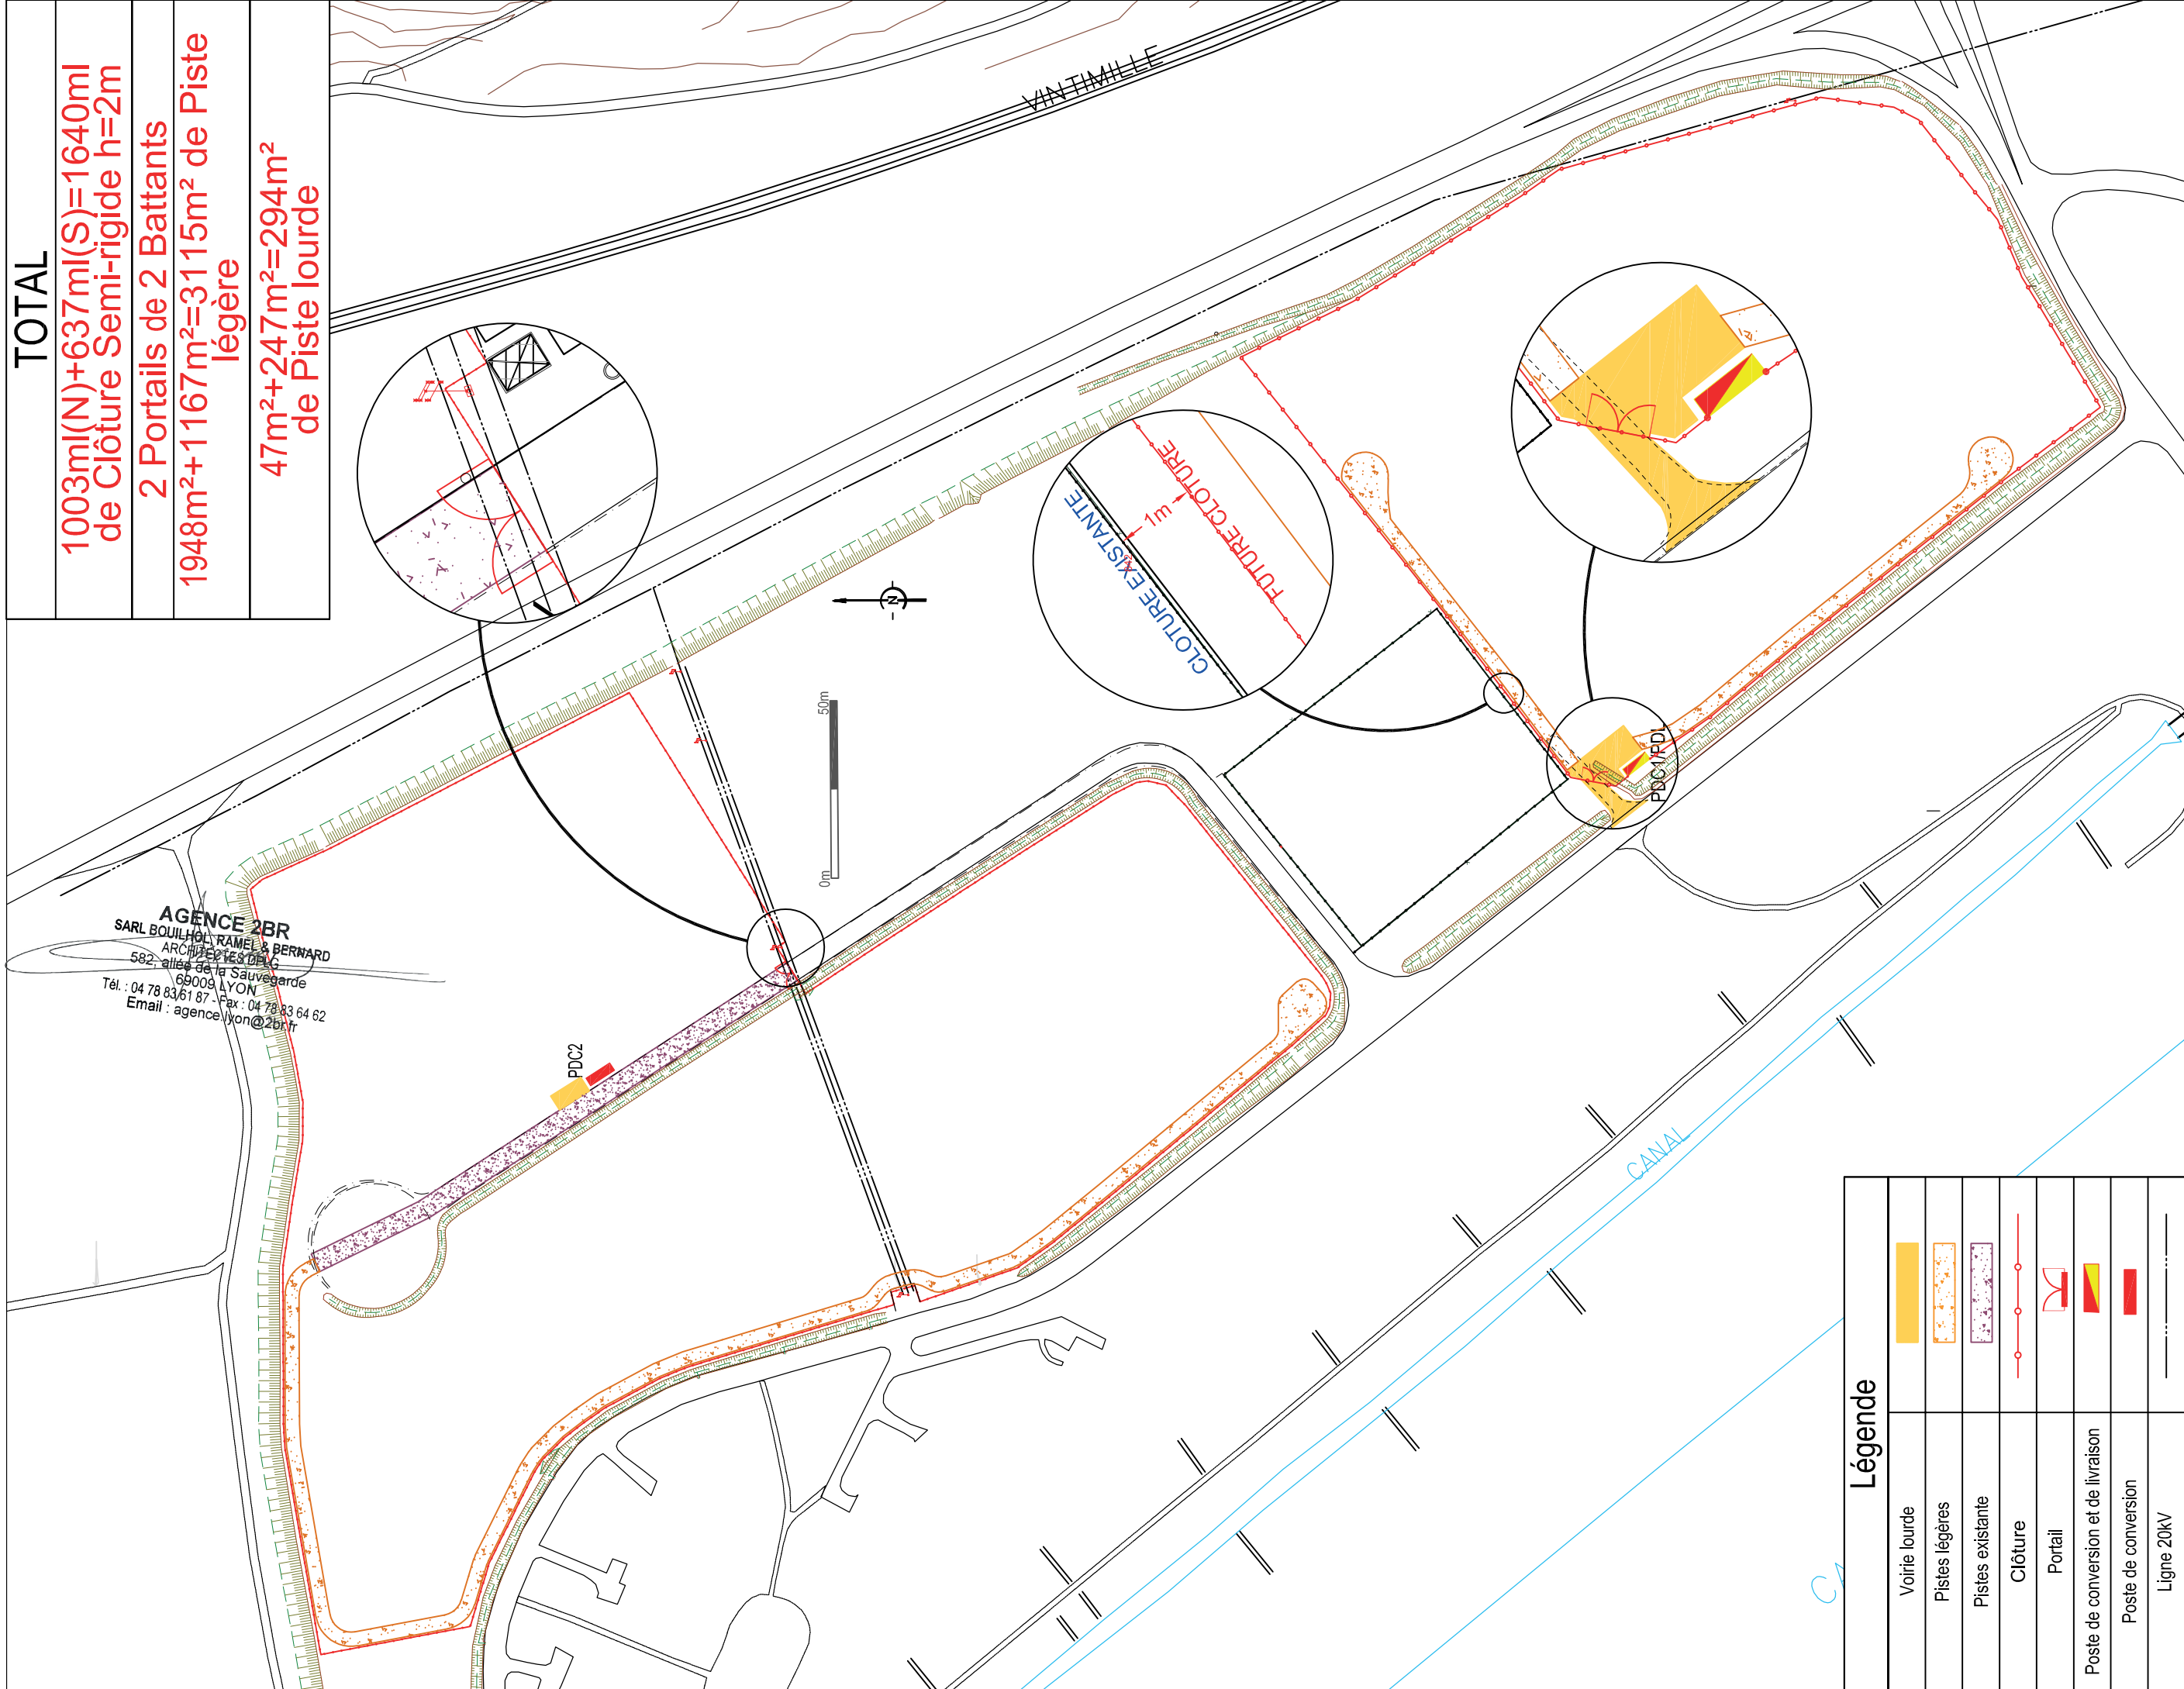 TOTAL
1003ml(N)+637ml(S)=1640ml
de Clôture Semi-rigide h=2m
2 Portails de 2 Battants
1948m²+1167m²=3115m² de Piste
légère
47m²+247m²=294m²
de Piste lourde
VINTIMILLE
N
0m
50m
CLOTURE EXISTANTE
1m
FUTURE CLOTURE
AGENCE 2BR
SARL BOUILHOL, RAMEL & BERNARD
ARCHITECTES DPLG
582, allée de la Sauvegarde
69009 LYON
Tél. : 04 78 83 61 87 - Fax : 04 78 83 64 62
Email : agence.lyon@2br.fr
PDC2
PDC1/PDL
CANAL
CA
Légende
Voirie lourde
Pistes légères
Pistes existante
Clôture
Portail
Poste de conversion et de livraison
Poste de conversion
Ligne 20kV